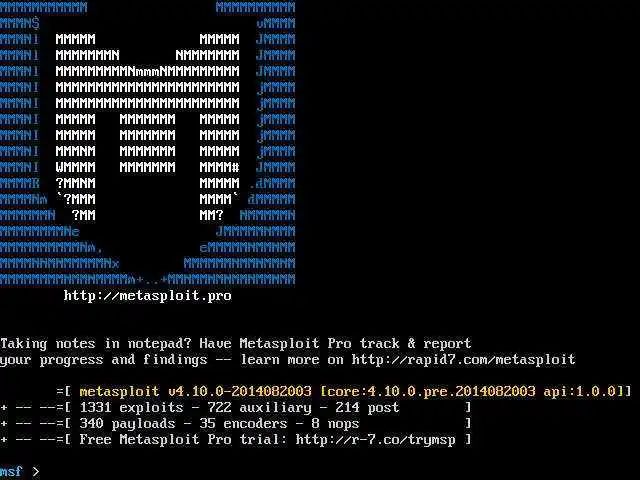 MMMMMMMMMMM                MMMMMMMMMM
MMMN$                           vMMMM
MMMNl  MMMMM             MMMMM  JMMMM
MMMNl  MMMMMMMN       NMMMMMMM  JMMMM
MMMNl  MMMMMMMMMNmmmNMMMMMMMMM  JMMMM
MMMNI  MMMMMMMMMMMMMMMMMMMMMMM  jMMMM
MMMNI  MMMMMMMMMMMMMMMMMMMMMMM  jMMMM
MMMNI  MMMMM   MMMMMMM   MMMMM  jMMMM
MMMNI  MMMMM   MMMMMMM   MMMMM  jMMMM
MMMNI  MMMNM   MMMMMMM   MMMMM  jMMMM
MMMNI  WMMMM   MMMMMMM   MMMM#  JMMMM
MMMMR  ?MMNM             MMMMM .dMMMM
MMMMNm `?MMM             MMMM` dMMMMM
MMMMMMN  ?MM             MM?  NMMMMMN
MMMMMMMMNe                 JMMMMMNMMM
MMMMMMMMMMNm,            eMMMMMNMMNMM
MMMMNNMNMMMMMNx        MMMMMMNMMNMMNM
MMMMMMMMNMMNMMMMm+..+MMNMMNMNMMNMMNMM
http://metasploit.pro
Taking notes in notepad? Have Metasploit Pro track & report
your progress and findings -- learn more on http://rapid7.com/metasploit
=[ metasploit v4.10.0-2014082003 [core:4.10.0.pre.2014082003 api:1.0.0]]
+ -- --=[ 1331 exploits - 722 auxiliary - 214 post        ]
+ -- --=[ 340 payloads - 35 encoders - 8 nops             ]
+ -- --=[ Free Metasploit Pro trial: http://r-7.co/trymsp ]
msf >